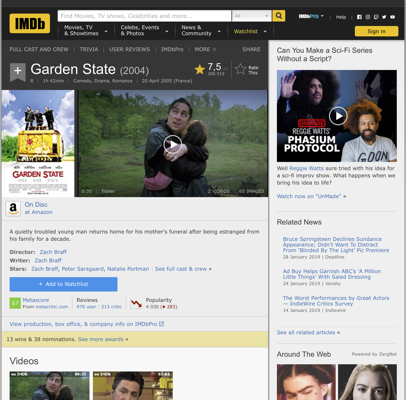 IMDb
Find Movies, TV shows, Celebrities and more...
All
IMDbPro
Help
Movies, TV
& Showtimes
Celebs, Events
& Photos
News &
Community
Watchlist
Sign in
FULL CAST AND CREW | TRIVIA | USER REVIEWS | IMDbPro | MORE
SHARE
Garden State (2004)
7,5
Rate
This
1h 42min | Comedy, Drama, Romance | 20 April 2005 (France)
GARDEN STATE
0:33 | Trailer
2 VIDEOS
65 IMAGES
On Disc
at Amazon
A quietly troubled young man returns home for his mother's funeral after being estranged
from his family for a decade.
Director: Zach Braff
Writer: Zach Braff
Stars: Zach Braff, Peter Sarsgaard, Natalie Portman | See full cast & crew »
+ Add to Watchlist
67
Metascore
From metacritic.com
Reviews
979 user | 213 critic
Popularity
4 030 (283)
View production, box office, & company info on IMDbPro
13 wins & 38 nominations. See more awards »
Videos
Can You Make a Sci-Fi Series
Without a Script?
REGGIE WATTS'
PHASIUM
PROTOCOL
Well Reggie Watts sure tried with his idea for
a sci-fi improv show. What happens when we
bring his idea to life?
Watch now on "UnMade" »
Related News
Bruce Springsteen Declines Sundance
Appearance; Didn't Want to Distract
From 'Blinded By the Light' Pic Premiere
28 January 2019 | Deadline
Ad Buy Helps Garnish ABC's 'A Million
Little Things' With Salad Dressing
24 January 2019 | Variety
The Worst Performances by Great Actors
— IndieWire Critics Survey
14 January 2019 | Indiewire
See all related articles »
Around The Web
Powered by ZergNet